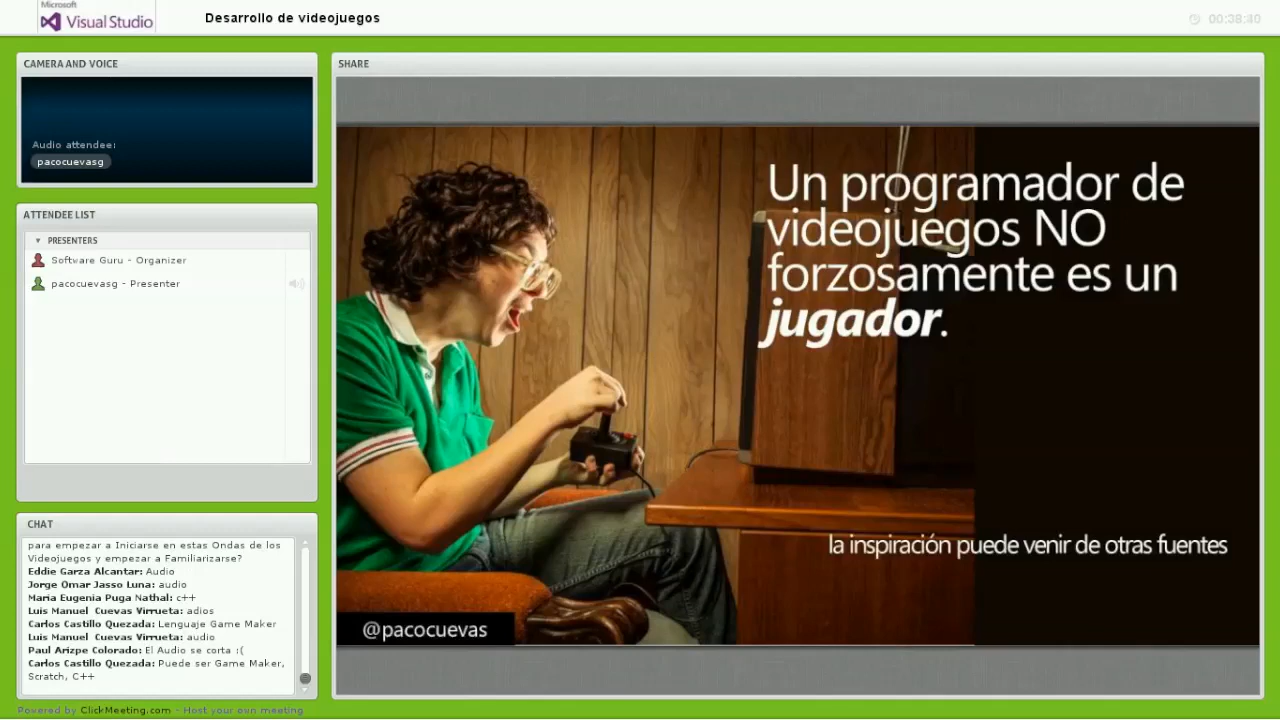 Microsoft
Visual Studio
Desarrollo de videojuegos
00:38:40
CAMERA AND VOICE
Audio attendee:
pacocuevasg
ATTENDEE LIST
PRESENTERS
Software Guru - Organizer
pacocuevasg - Presenter
CHAT
para empezar a Iniciarse en estas Ondas de los
Videojuegos y empezar a Familiarizarse?
Eddie Garza Alcantar: Audio
Jorge Omar Jasso Luna: audio
María Eugenia Puga Nathal: c++
Luis Manuel Cuevas Virrueta: adios
Carlos Castillo Quezada: Lenguaje Game Maker
Luis Manuel Cuevas Virrueta: audio
Paul Arizpe Colorado: El Audio se corta :(
Carlos Castillo Quezada: Puede ser Game Maker,
Scratch, C++
SHARE
Un programador de
videojuegos NO
forzosamente es un
jugador.
la inspiración puede venir de otras fuentes
@pacocuevas
Powered by ClickMeeting.com - Host your own meeting